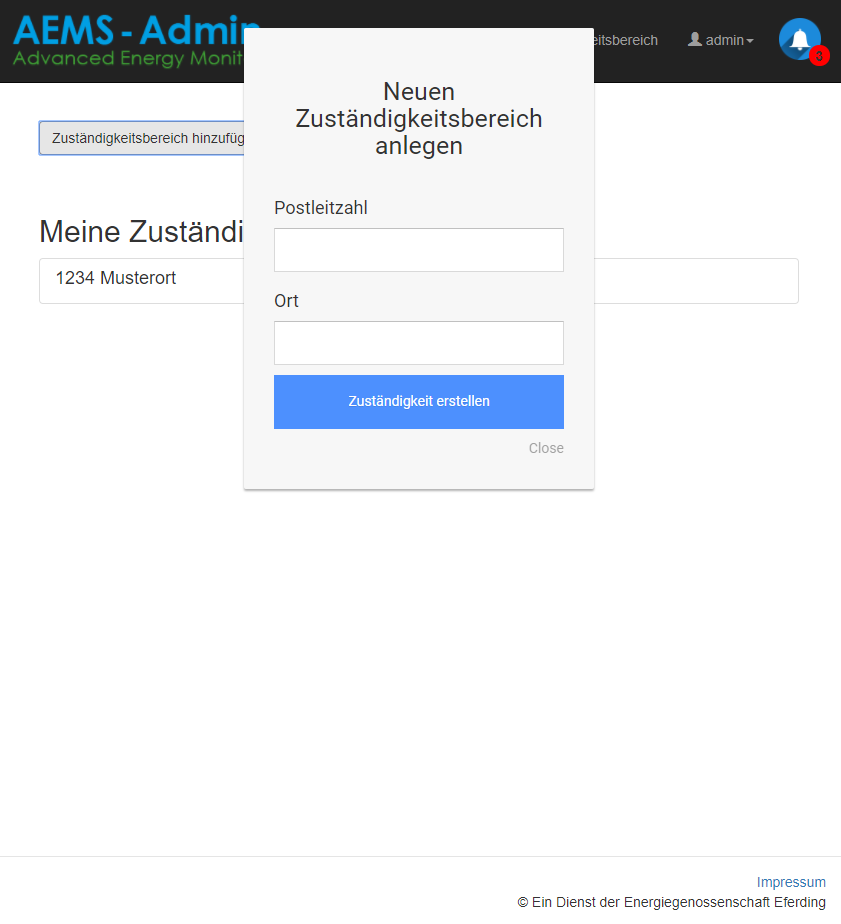 AEMS - Admin
Advanced Energy Monit
eitsbereich
admin
3
Zuständigkeitsbereich hinzufüg
Meine Zuständi
1234 Musterort
Neuen
Zuständigkeitsbereich
anlegen
Postleitzahl
Ort
Zuständigkeit erstellen
Close
Impressum
© Ein Dienst der Energiegenossenschaft Eferding